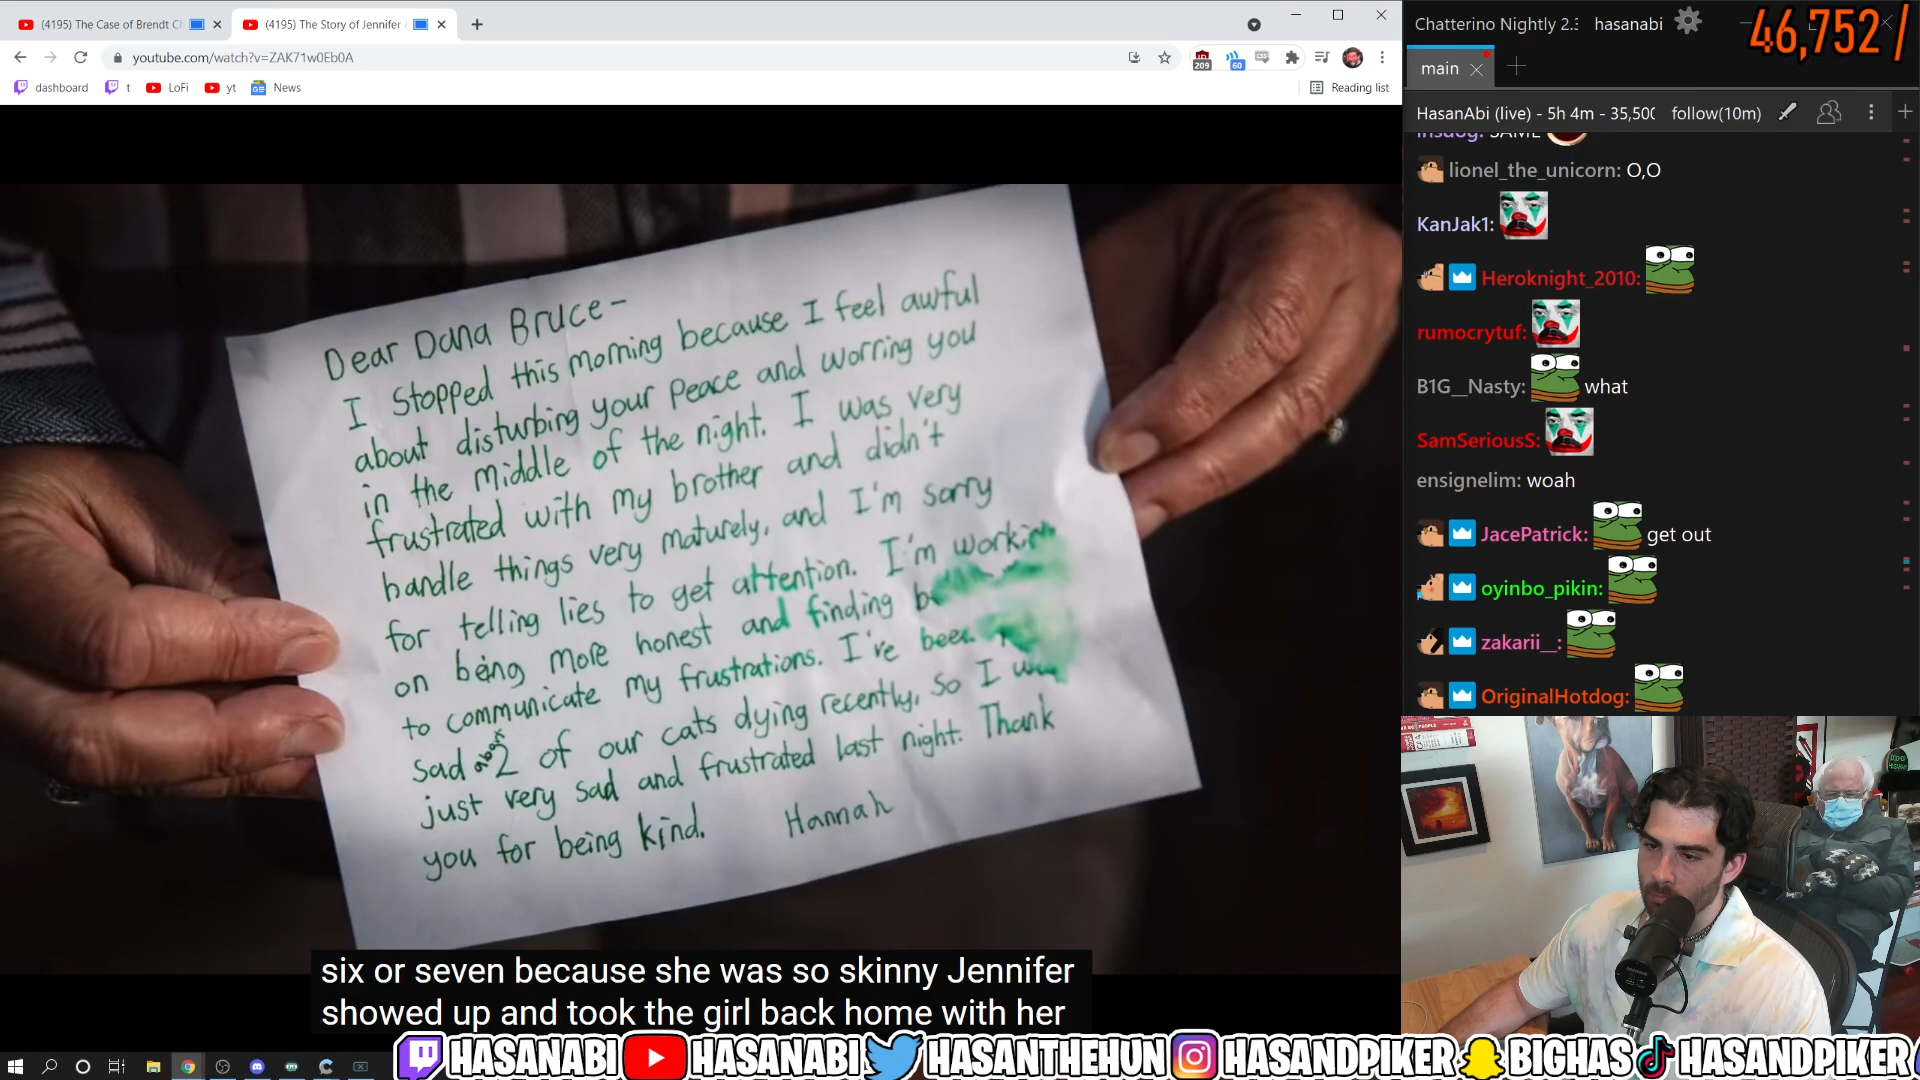 (4195) The Case of Brendt C
(4195) The Story of Jennifer
youtube.com/watch?v=ZAK71w0Eb0A
209
60
dashboard
t
LoFi
yt
News
Reading list
Dear Dana Bruce-
I stopped this morning because I feel awful
about disturbing your peace and worring you
in the middle of the night. I was very
frustrated with my brother and didn't
handle things very maturely, and I'm sorry
for telling lies to get attention. I'm workin
on being more honest and finding b
to communicate my frustrations. I've bee
sad about 2 of our cats dying recently, so I w
just very sad and frustrated last night. Thank
you for being kind. Hannah
six or seven because she was so skinny Jennifer
showed up and took the girl back home with her
Chatterino Nightly 2.
hasanabi
46,752 /
main
HasanAbi (live) - 5h 4m - 35,500
follow(10m)
lionel_the_unicorn: O,O
KanJak1:
Heroknight_2010:
rumocrytuf:
B1G__Nasty: what
SamSeriousS:
ensignelim: woah
JacePatrick: get out
oyinbo_pikin:
zakarii__:
OriginalHotdog:
HASANABI
HASANABI
HASANTHEHUN
HASANDPIKER
BIGHAS
HASANDPIKER